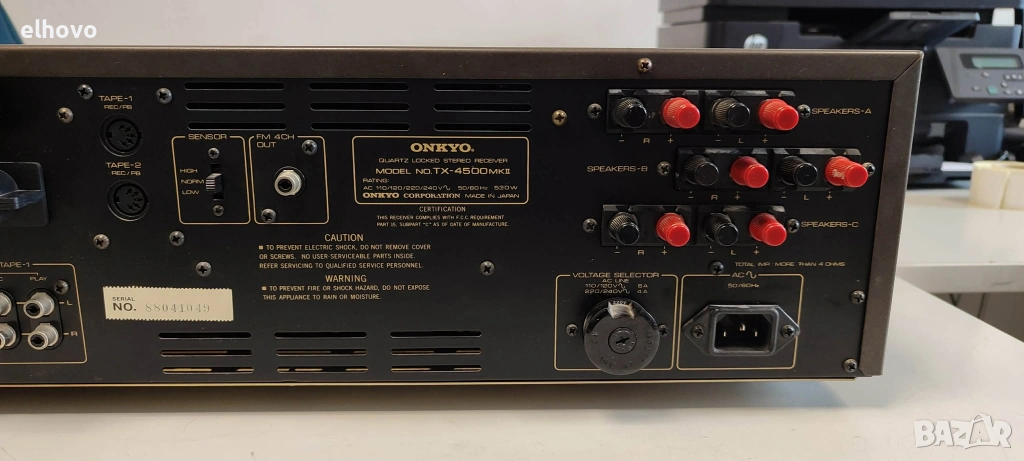 elhovo
TAPE-1
REC/PB
TAPE-2
REC/PB
SENSOR
HIGH
NORM
LOW
FM 4CH
OUT
ONKYO®
QUARTZ LOCKED STEREO RECEIVER
MODEL NO. TX-4500MKII
RATING:
AC 110/120/220/240V∿ 50/60Hz 530W
ONKYO CORPORATION MADE IN JAPAN
CERTIFICATION
THIS RECEIVER COMPLIES WITH F.C.C. REQUIREMENT
PART 15, SUBPART "C" AS OF DATE OF MANUFACTURE.
CAUTION
■ TO PREVENT ELECTRIC SHOCK, DO NOT REMOVE COVER
OR SCREWS. NO USER-SERVICEABLE PARTS INSIDE.
REFER SERVICING TO QUALIFIED SERVICE PERSONNEL.
WARNING
■ TO PREVENT FIRE OR SHOCK HAZARD, DO NOT EXPOSE
THIS APPLIANCE TO RAIN OR MOISTURE.
TAPE-1
PLAY
L
R
SERIAL
NO. 88041049
SPEAKERS-A
− R + − L +
SPEAKERS-B
− R + − L +
SPEAKERS-C
− R + − L +
TOTAL IMP.: MORE THAN 4 OHMS
VOLTAGE SELECTOR
AC LINE
110/120V∿ 8A
220/240V∿ 4A
AC∿
50/60Hz
BAZAR